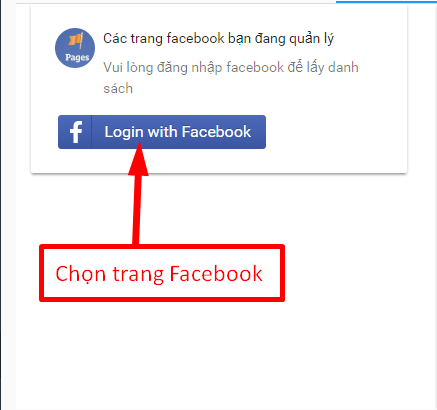 Các trang facebook bạn đang quản lý
Pages
Vui lòng đăng nhập facebook để lấy danh
sách
f Login with Facebook
Chọn trang Facebook